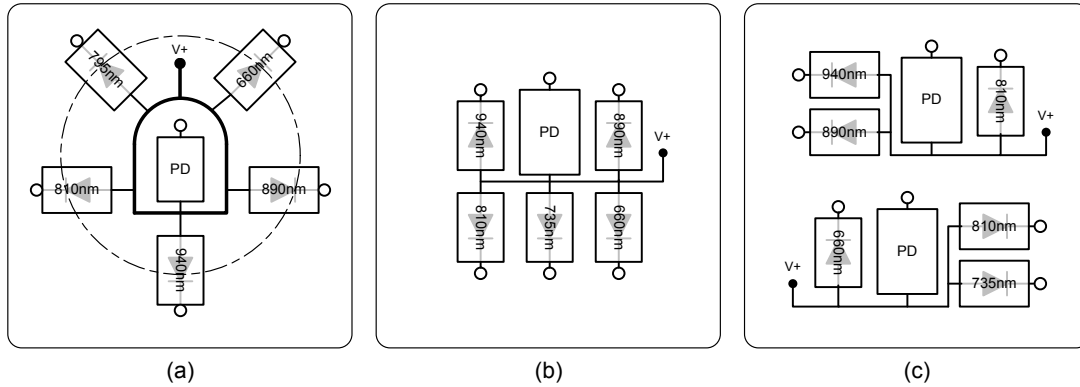 V+
795nm
660nm
PD
810nm
890nm
940nm
(a)
940nm
PD
890nm
V+
810nm
735nm
660nm
(b)
940nm
PD
810nm
890nm
V+
660nm
PD
810nm
V+
735nm
(c)